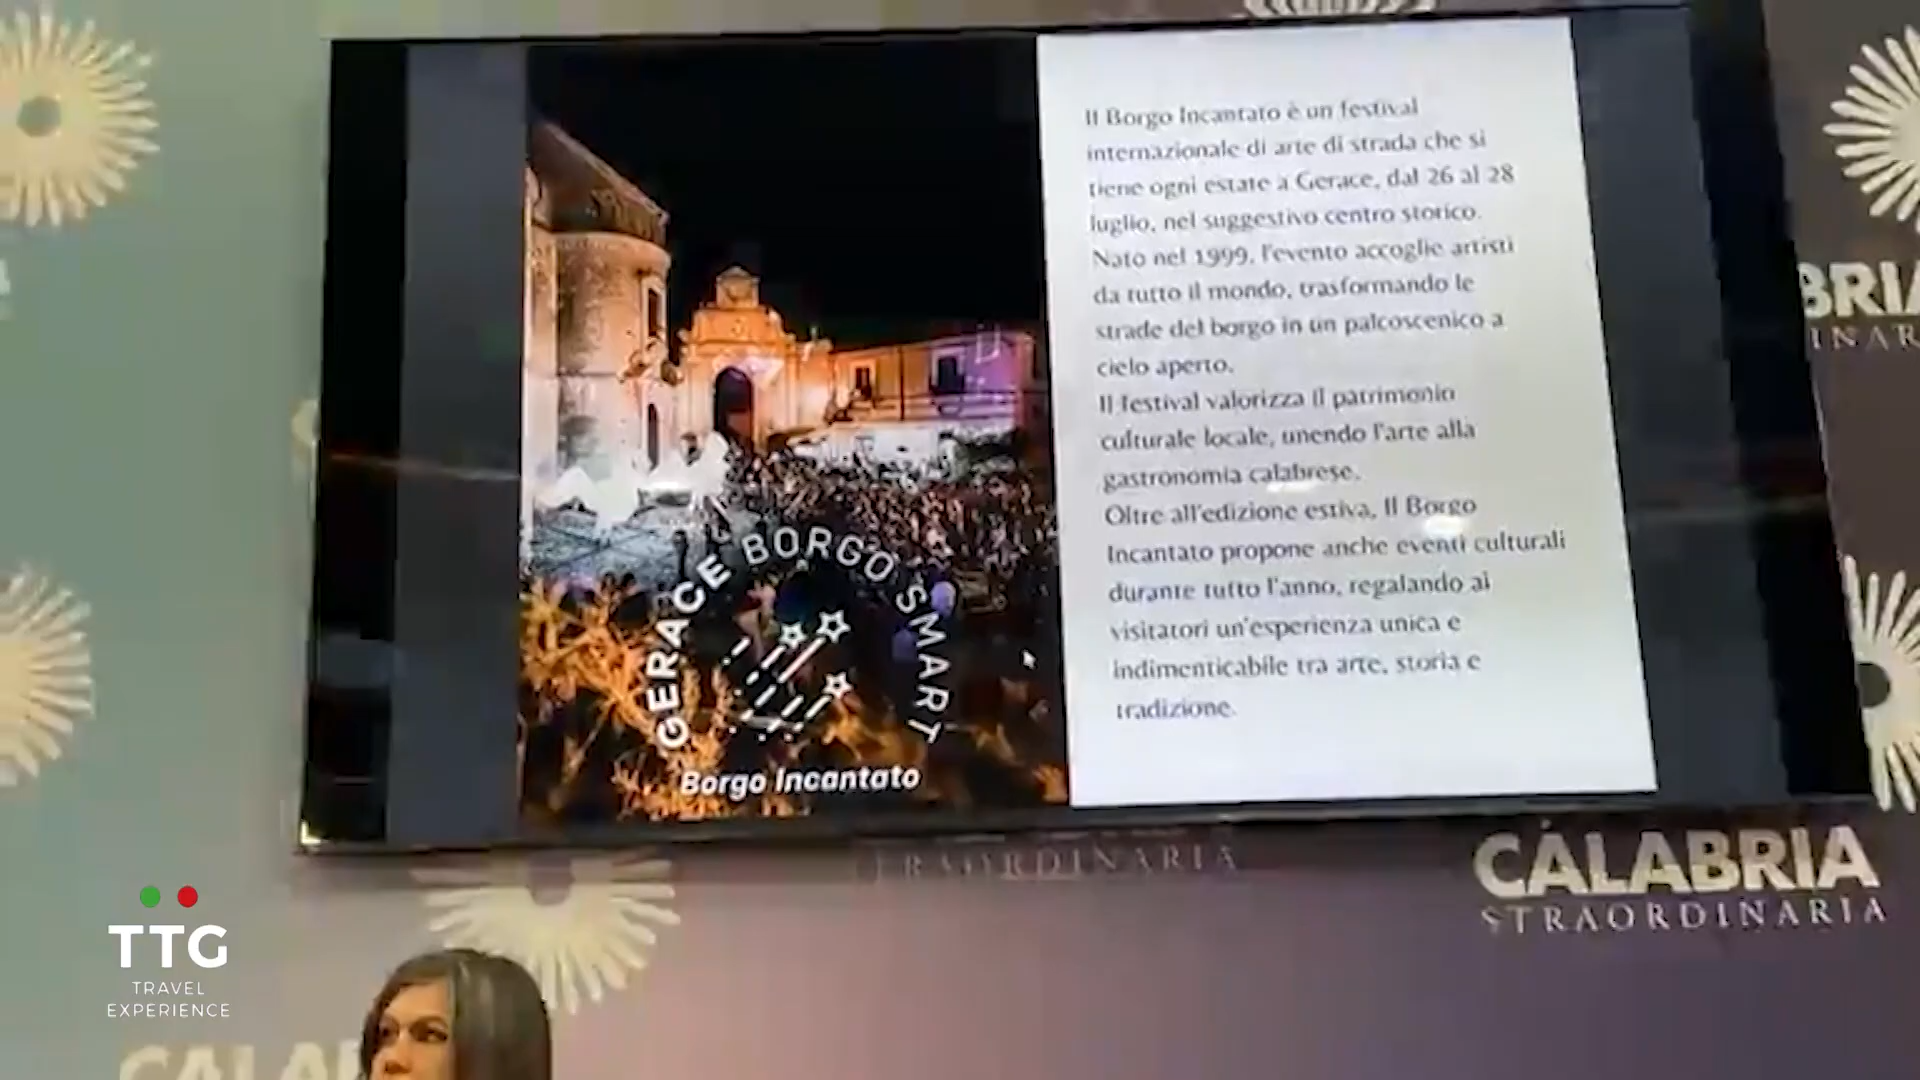 Il Borgo Incantato è un festival
internazionale di arte di strada che si
tiene ogni estate a Gerace, dal 26 al 28
luglio, nel suggestivo centro storico.
Nato nel 1999, l'evento accoglie artisti
da tutto il mondo, trasformando le
strade del borgo in un palcoscenico a
cielo aperto.
Il festival valorizza il patrimonio
culturale locale, unendo l'arte alla
gastronomia calabrese.
Oltre all'edizione estiva, Il Borgo
Incantato propone anche eventi culturali
durante tutto l'anno, regalando ai
visitatori un'esperienza unica e
indimenticabile tra arte, storia e
tradizione.
GERACE BORGO SMART
Borgo Incantato
CALABRIA
STRAORDINARIA
TTG
TRAVEL
EXPERIENCE